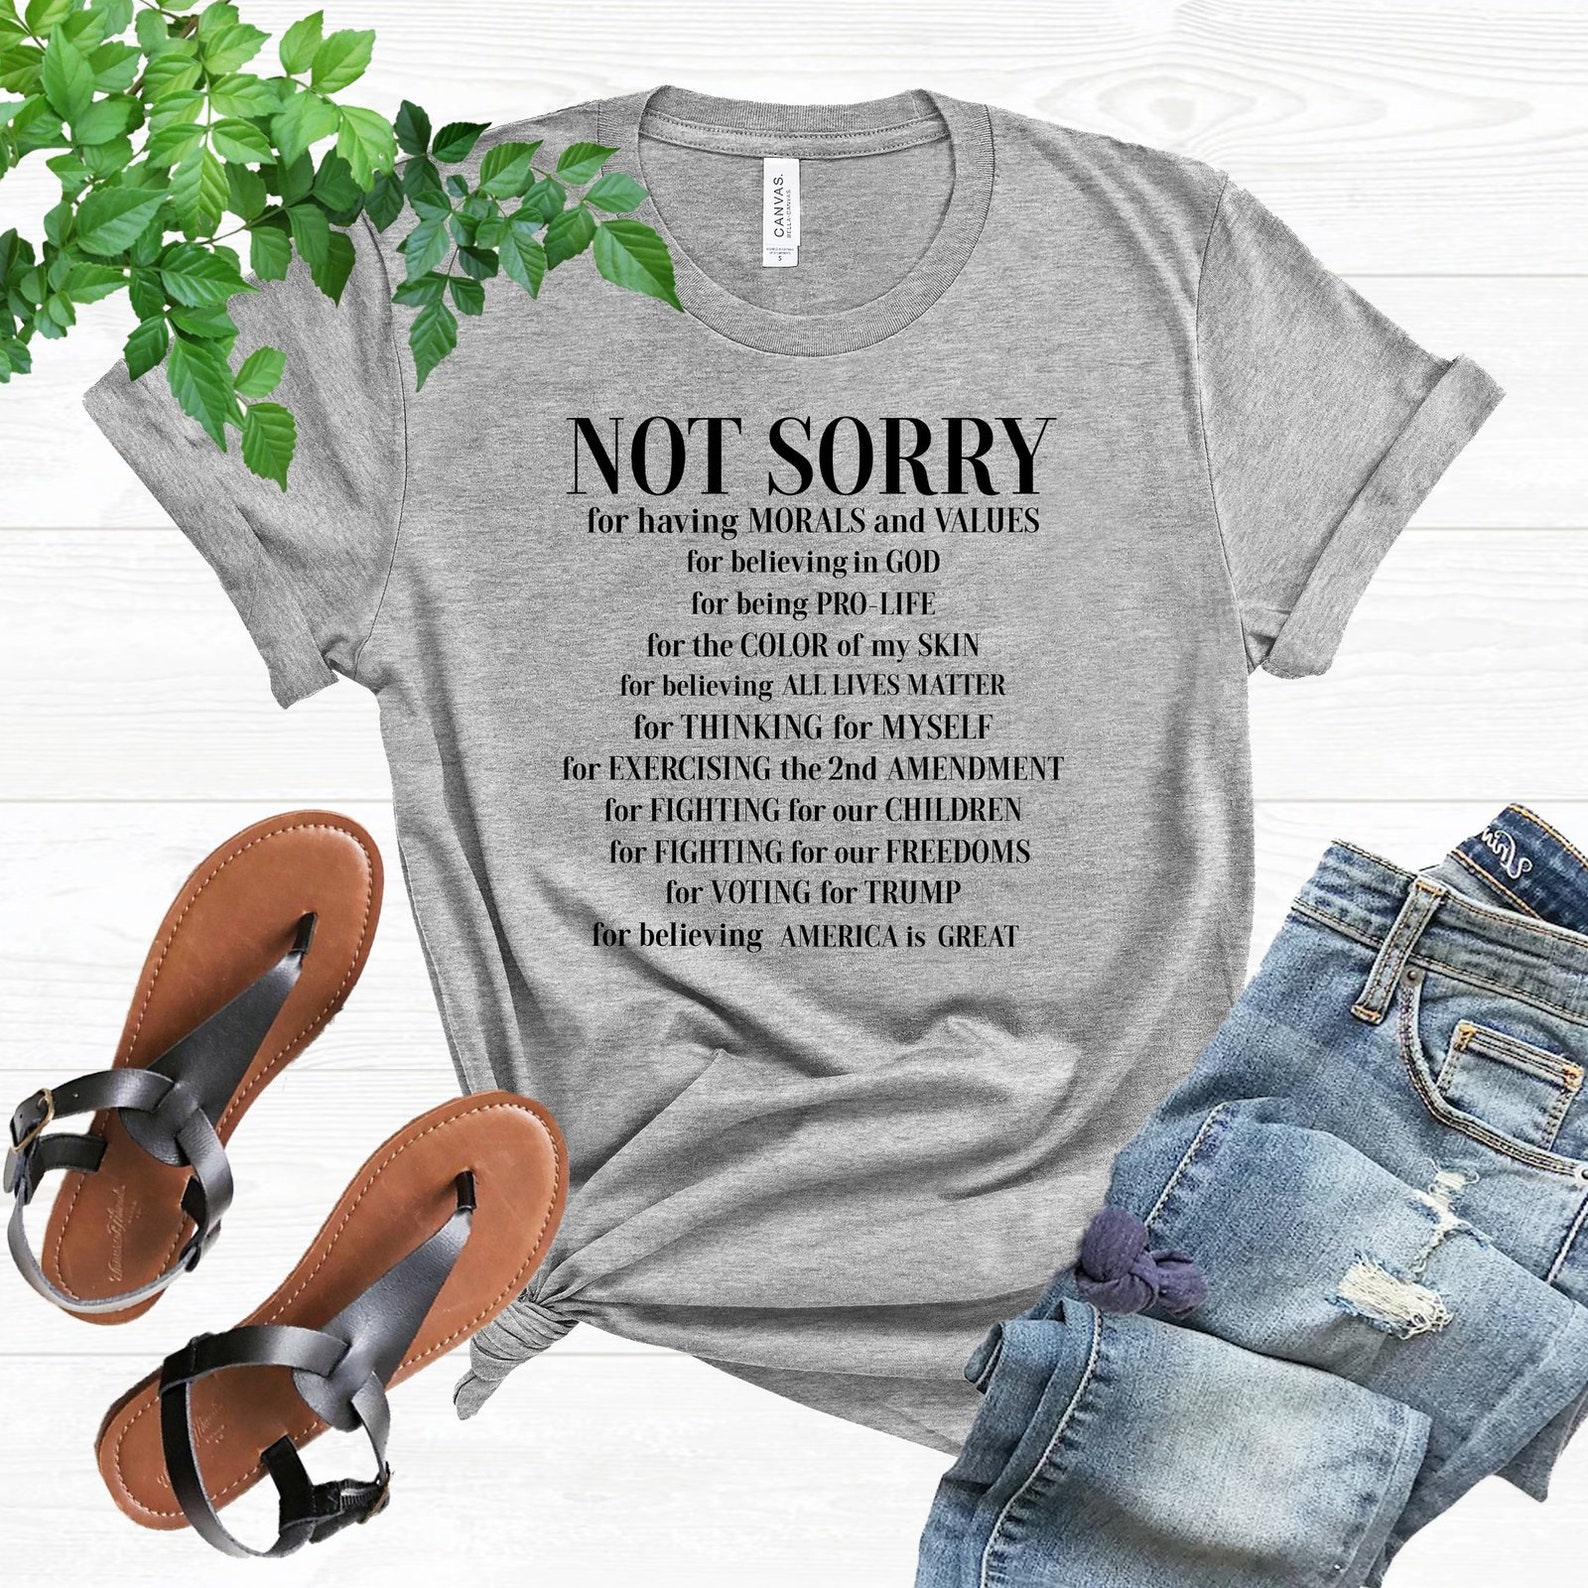 CANVAS.
BELLA+CANVAS
S
NOT SORRY
for having MORALS and VALUES
for believing in GOD
for being PRO-LIFE
for the COLOR of my SKIN
for believing ALL LIVES MATTER
for THINKING for MYSELF
for EXERCISING the 2nd AMENDMENT
for FIGHTING for our CHILDREN
for FIGHTING for our FREEDOMS
for VOTING for TRUMP
for believing AMERICA is GREAT